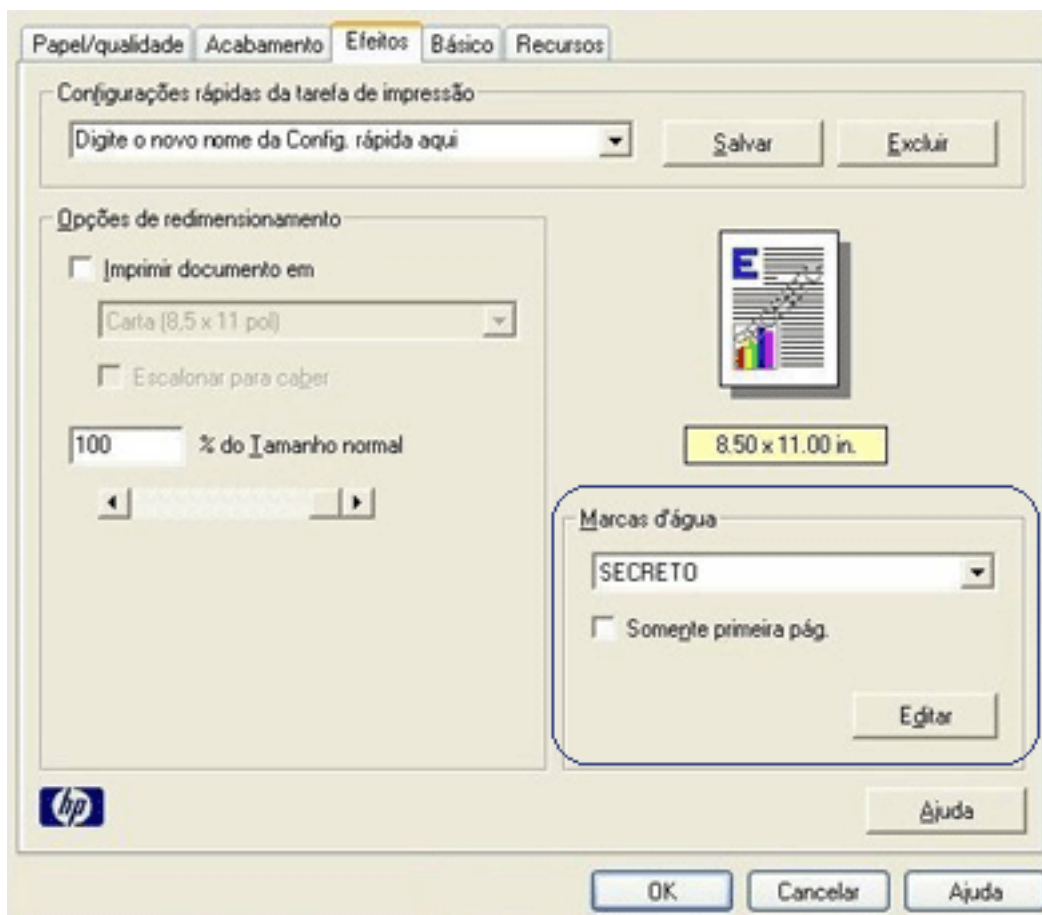 Papel/qualidade Acabamento Efeitos Básico Recursos
Configurações rápidas da tarefa de impressão
Digite o novo nome da Config. rápida aqui Salvar Excluir
Opções de redimensionamento
Imprimir documento em
Carta (8,5 x 11 pol)
Escalonar para caber
E
100 % do Tamanho normal
8.50 x 11.00 in.
Marcas d'água
SECRETO
Somente primeira pág.
Editar
hp
Ajuda
OK Cancelar Ajuda